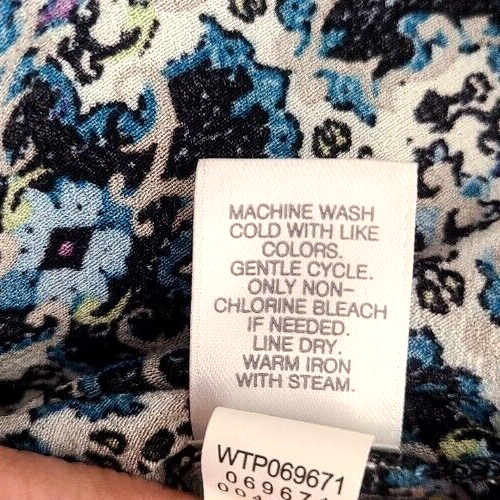 MACHINE WASH
COLD WITH LIKE
COLORS.
GENTLE CYCLE.
ONLY NON-
CHLORINE BLEACH
IF NEEDED.
LINE DRY.
WARM IRON
WITH STEAM.
WTP069671